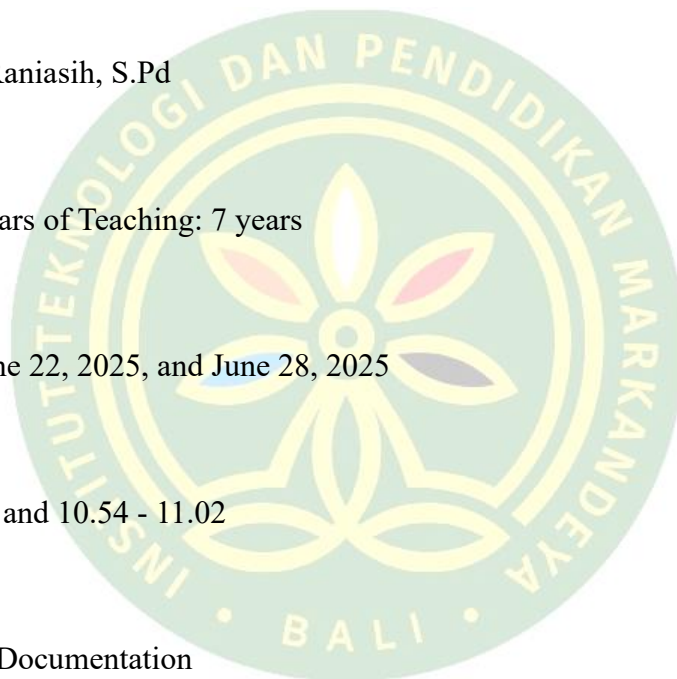 Raniasih, S.Pd
ars of Teaching: 7 years
ne 22, 2025, and June 28, 2025
and 10.54 - 11.02
Documentation
INSTITUT TEKNOLOGI DAN PENDIDIKAN MARKANDEYA
BALI